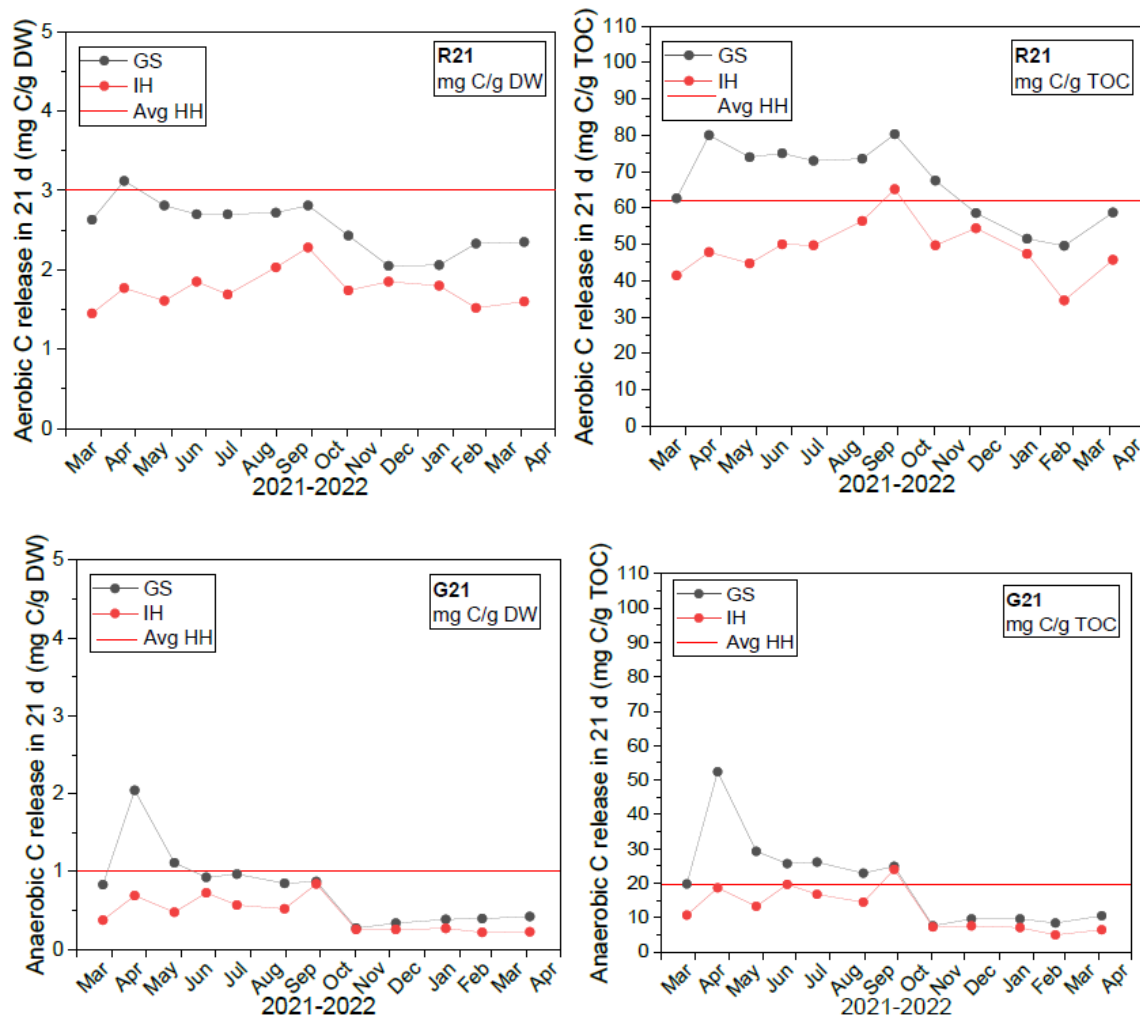 Aerobic C release in 21 d (mg C/g DW)
5
4
3
2
1
0
GS
IH
Avg HH
R21
mg C/g DW
Mar Apr May Jun Jul Aug Sep Oct Nov Dec Jan Feb Mar Apr
2021-2022
Aerobic C release in 21 d (mg C/g TOC)
110
100
90
80
70
60
50
40
30
20
10
0
GS
IH
Avg HH
R21
mg C/g TOC
Mar Apr May Jun Jul Aug Sep Oct Nov Dec Jan Feb Mar Apr
2021-2022
Anaerobic C release in 21 d (mg C/g DW)
5
4
3
2
1
0
GS
IH
Avg HH
G21
mg C/g DW
Mar Apr May Jun Jul Aug Sep Oct Nov Dec Jan Feb Mar Apr
2021-2022
Anaerobic C release in 21 d (mg C/g TOC)
110
100
90
80
70
60
50
40
30
20
10
0
GS
IH
Avg HH
G21
mg C/g TOC
Mar Apr May Jun Jul Aug Sep Oct Nov Dec Jan Feb Mar Apr
2021-2022